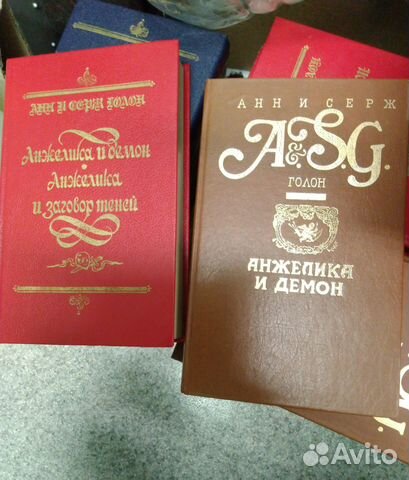 АНН И СЕРЖ ГОЛОН
Анжелика и демон
Анжелика
и заговор теней
АНН И СЕРЖ
A&S.G.
ГОЛОН
АНЖЕЛИКА
И ДЕМОН
Avito